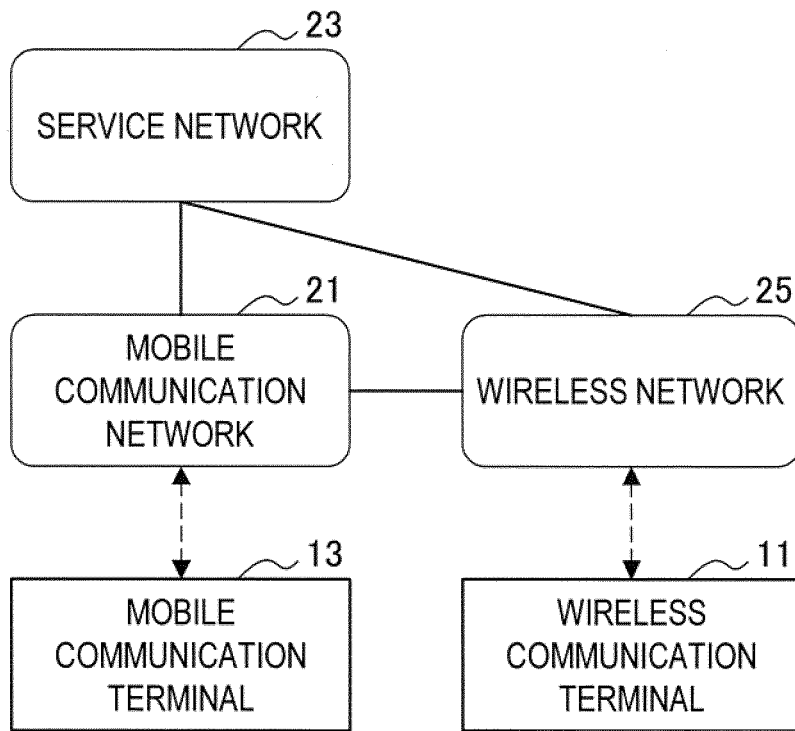 23
SERVICE NETWORK
21
MOBILE
COMMUNICATION
NETWORK
25
WIRELESS NETWORK
13
MOBILE
COMMUNICATION
TERMINAL
11
WIRELESS
COMMUNICATION
TERMINAL